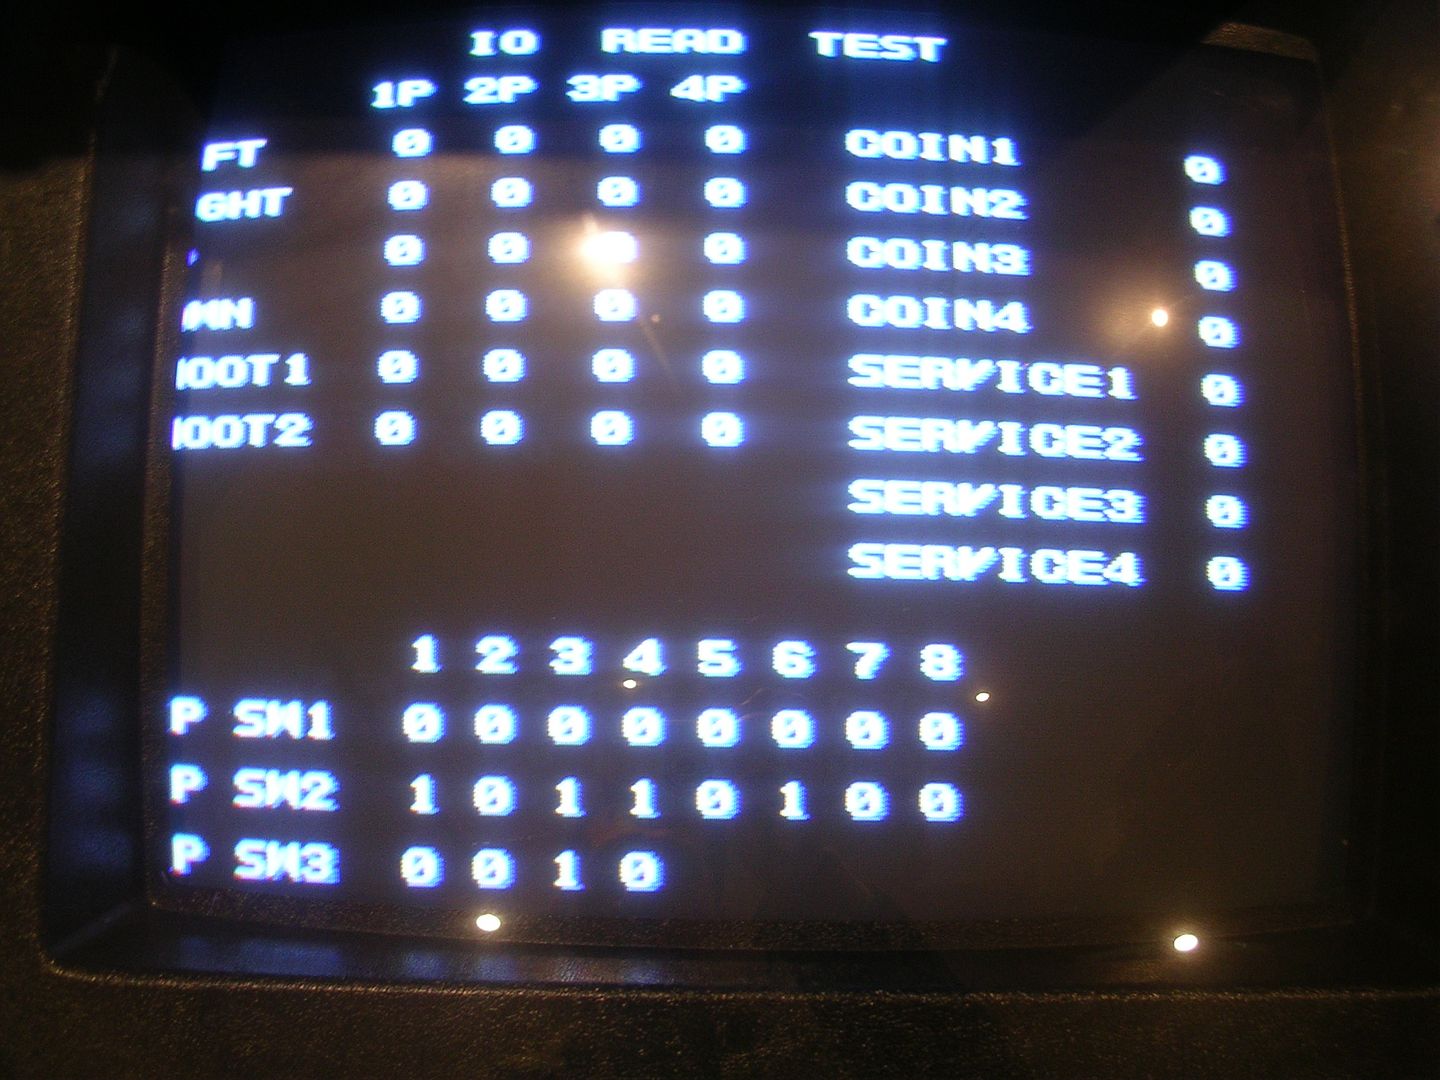 IO READ TEST
1P 2P 3P 4P
FT 0 0 0 0 COIN1 0
GHT 0 0 0 0 COIN2 0
0 0 0 0 COIN3 0
WN 0 0 0 0 COIN4 0
HOOT1 0 0 0 0 SERVICE1 0
HOOT2 0 0 0 0 SERVICE2 0
SERVICE3 0
SERVICE4 0
1 2 3 4 5 6 7 8
P SW1 0 0 0 0 0 0 0 0
P SW2 1 0 1 1 0 1 0 0
P SW3 0 0 1 0